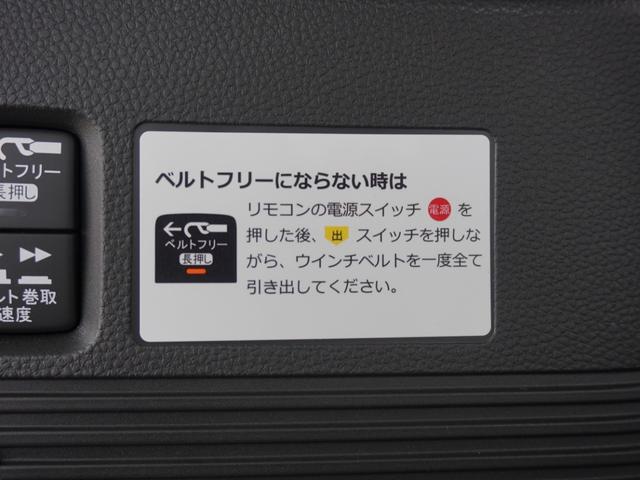 ベルトフリーにならない時は
リモコンの電源スイッチ 電源 を
押した後、 出 スイッチを押しな
がら、ウインチベルトを一度全て
引き出してください。
ベルトフリー
長押し
トフリー
長押し
ルト巻取
速度